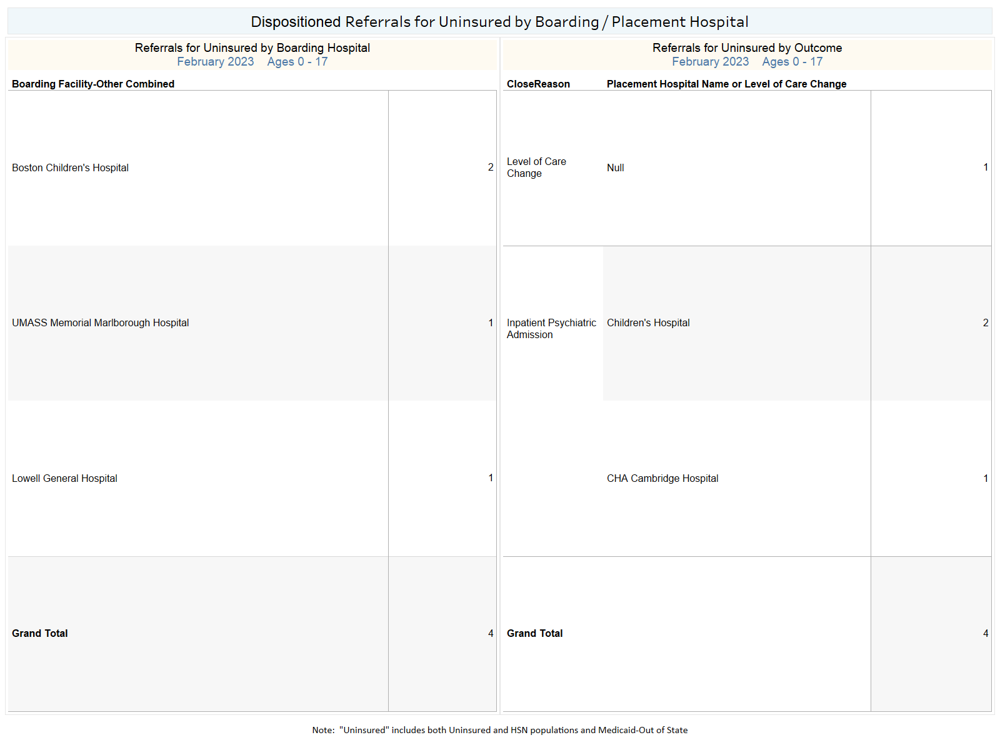 Dispositioned Referrals for Uninsured by Boarding / Placement Hospital
Referrals for Uninsured by Boarding Hospital
February 2023 Ages 0 - 17
Boarding Facility-Other Combined
Boston Children's Hospital 2
UMASS Memorial Marlborough Hospital 1
Lowell General Hospital 1
Grand Total 4
Referrals for Uninsured by Outcome
February 2023 Ages 0 - 17
CloseReason Placement Hospital Name or Level of Care Change
Level of Care
Change
Null 1
Inpatient Psychiatric
Admission
Children's Hospital 2
CHA Cambridge Hospital 1
Grand Total 4
Note: "Uninsured" includes both Uninsured and HSN populations and Medicaid-Out of State